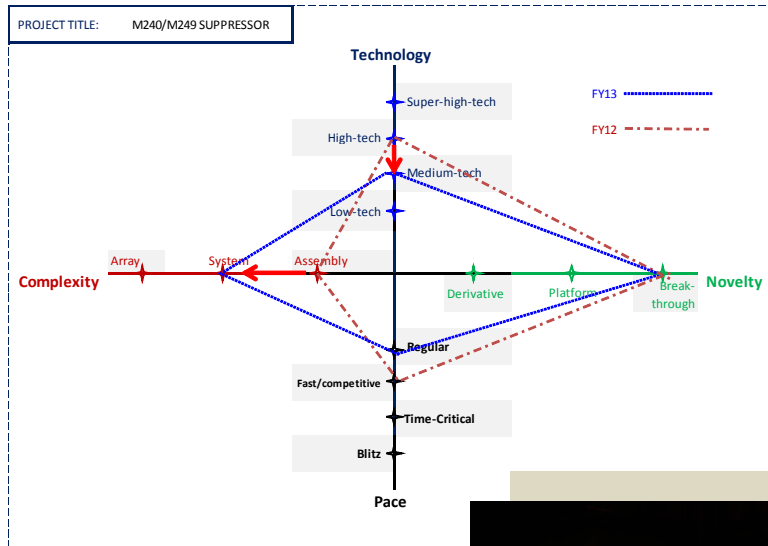 PROJECT TITLE: M240/M249 SUPPRESSOR
Technology
Super-high-tech
FY13
FY12
High-tech
Medium-tech
Low-tech
Array
System
Assembly
Complexity
Novelty
Derivative
Platform
Break-
through
Regular
Fast/competitive
Time-Critical
Blitz
Pace